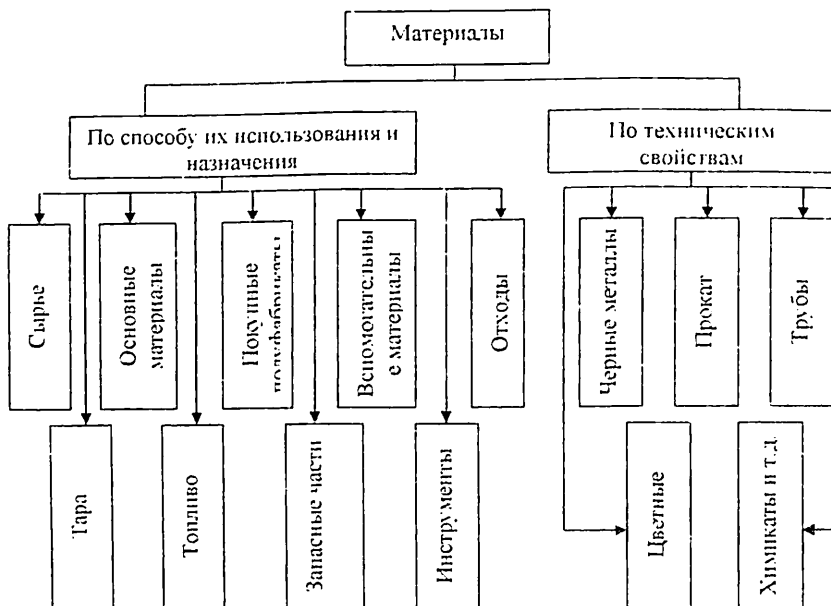 Материалы
По способу их использования и
назначения
По техническим
свойствам
Сырье
Основные
материалы
Покупные
полуфабрикаты
Вспомогательны
е материалы
Отходы
Черные металлы
Прокат
Трубы
Тара
Топливо
Запасные части
Инструменты
Цветные
Химикаты и т.д.